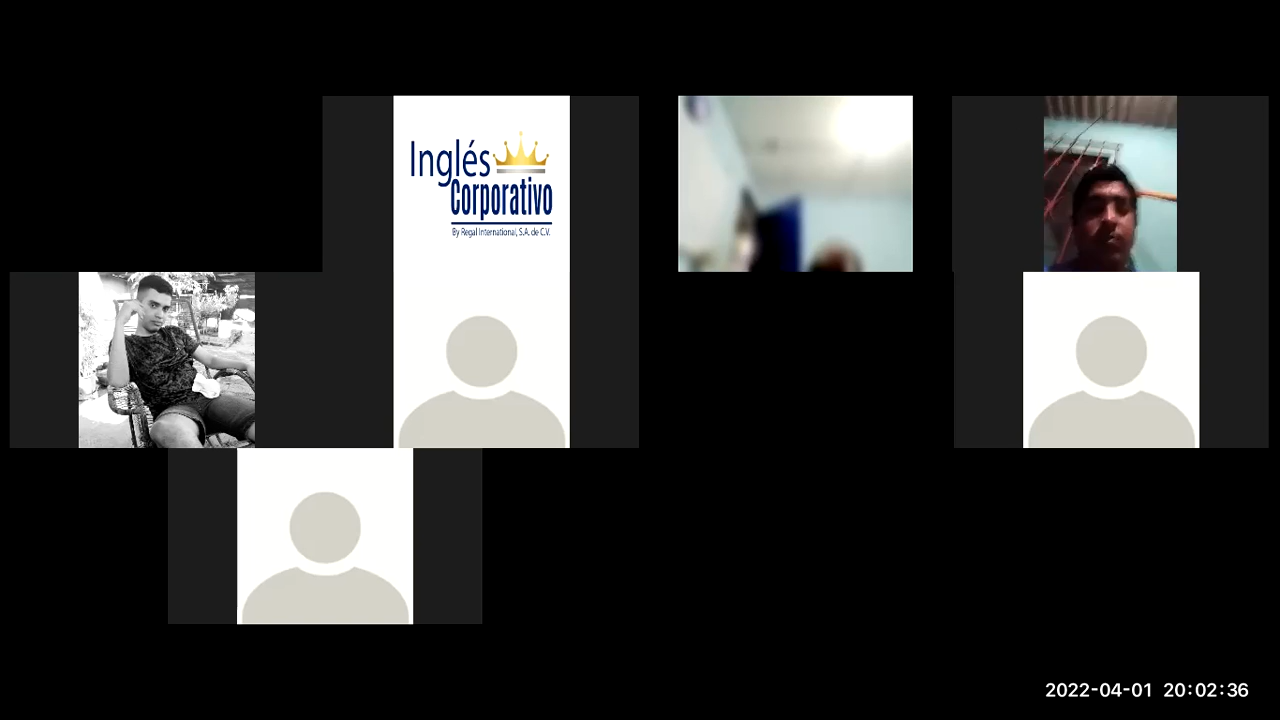 Inglés
Corporativo
By Regal International, S.A. de C.V.
2022-04-01 20:02:36